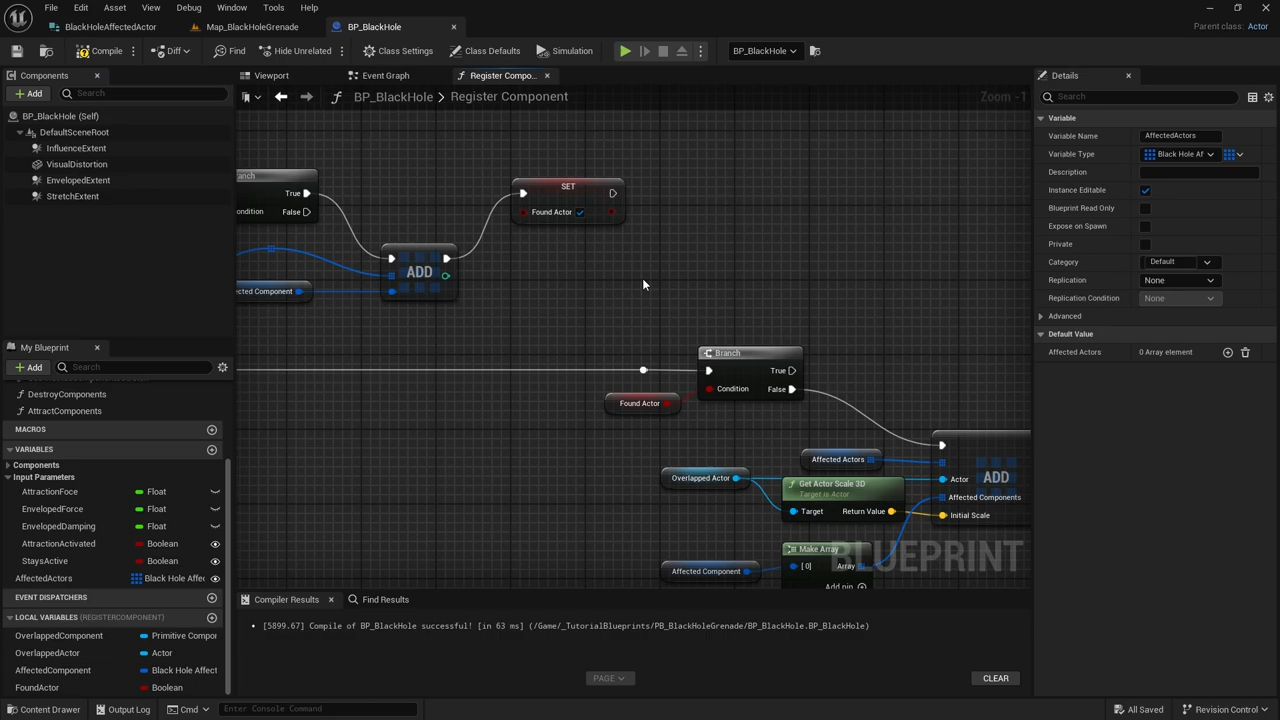 File Edit Asset View Debug Window Tools Help
BlackHoleAffectedActor Map_BlackHoleGrenade BP_BlackHole Parent class: Actor
Compile Diff Find Hide Unrelated Class Settings Class Defaults Simulation BP_BlackHole
Components Viewport Event Graph Register Compo... Details
Add Search BP_BlackHole > Register Component Zoom -1 Search
BP_BlackHole (Self)
DefaultSceneRoot
InfluenceExtent
VisualDistortion
EnvelopedExtent
StretchExtent
My Blueprint
Add Search
DestroyComponents
AttractComponents
MACROS
VARIABLES
Components
Input Parameters
AttractionFoce Float
EnvelopedForce Float
EnvelopedDamping Float
AttractionActivated Boolean
StaysActive Boolean
AffectedActors Black Hole Affec
EVENT DISPATCHERS
LOCAL VARIABLES (REGISTERCOMPONENT)
OverlappedComponent Primitive Compor
OverlappedActor Actor
AffectedComponent Black Hole Affect
FoundActor Boolean
ranch
True
ondition False
SET
Found Actor
ADD
cted Component
Branch
True
Condition False
Found Actor
Affected Actors
Overlapped Actor
Get Actor Scale 3D
Target is Actor
Target Return Value
ADD
Actor
Affected Components
Initial Scale
Make Array
[0] Array
Add pin
Affected Component
BLUEPRINT
Compiler Results Find Results
[5899.67] Compile of BP_BlackHole successful! [in 63 ms] (/Game/_TutorialBlueprints/PB_BlackHoleGrenade/BP_BlackHole.BP_BlackHole)
PAGE CLEAR
Variable
Variable Name AffectedActors
Variable Type Black Hole Af
Description
Instance Editable
Blueprint Read Only
Expose on Spawn
Private
Category Default
Replication None
Replication Condition None
Advanced
Default Value
Affected Actors 0 Array element
Content Drawer Output Log Cmd Enter Console Command All Saved Revision Control